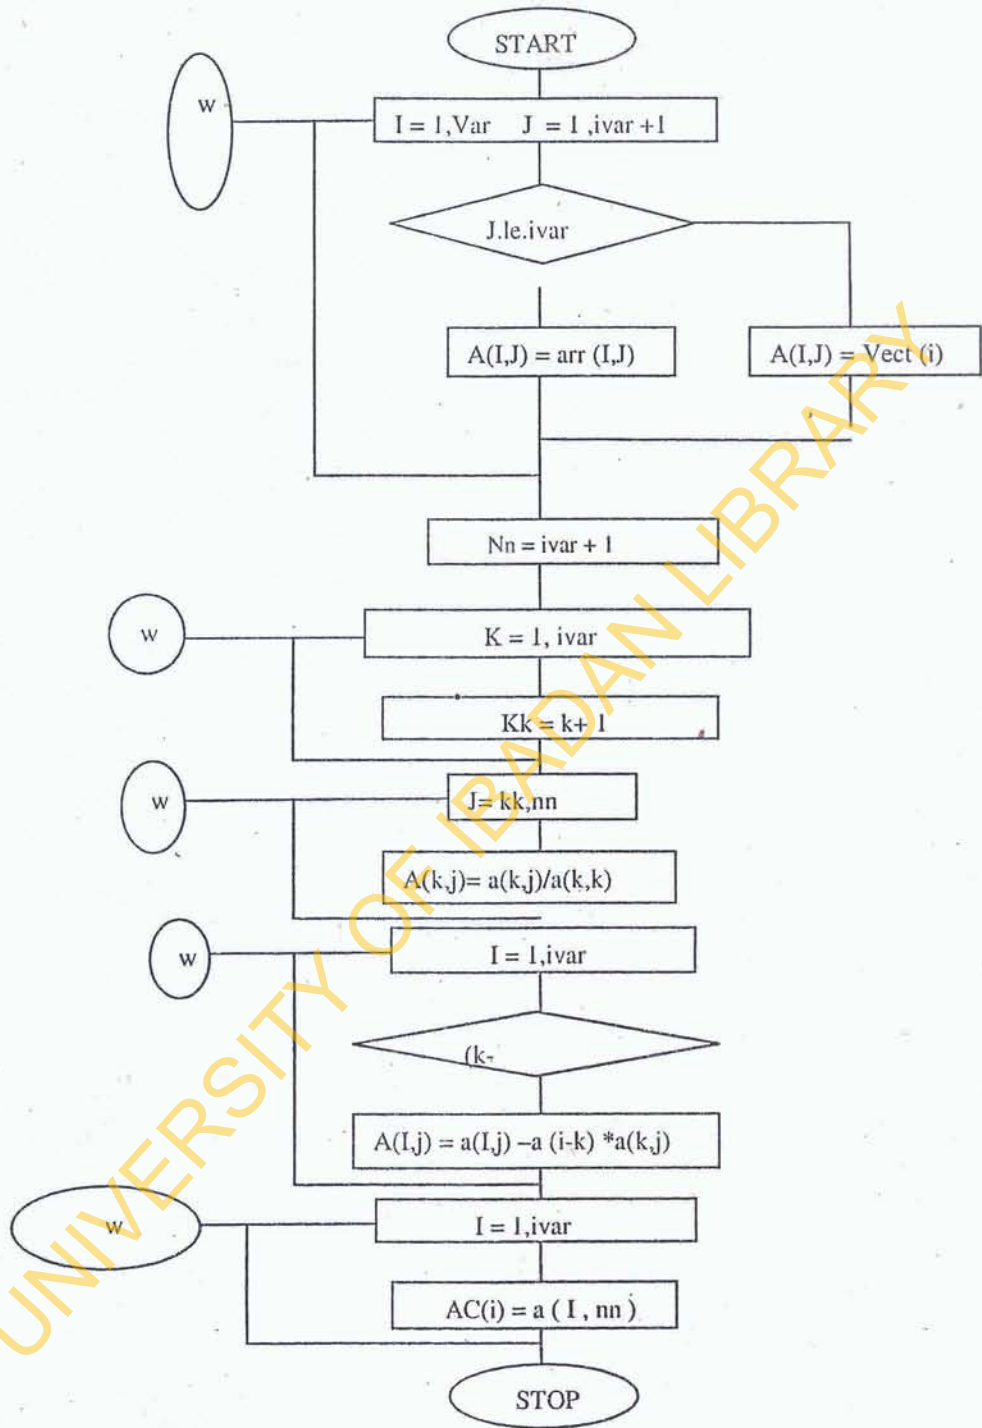 START
w
I = 1,Var J = 1 ,ivar +1
J.le.ivar
A(I,J) = arr (I,J)
A(I,J) = Vect (i)
Nn = ivar + 1
w
K = 1, ivar
Kk = k+ 1
w
J= kk,nn
A(k,j)= a(k,j)/a(k,k)
w
I = 1,ivar
(k-
A(I,j) = a(I,j) –a (i-k) *a(k,j)
w
I = 1,ivar
AC(i) = a ( I , nn )
STOP
UNIVERSITY OF IBADAN LIBRARY